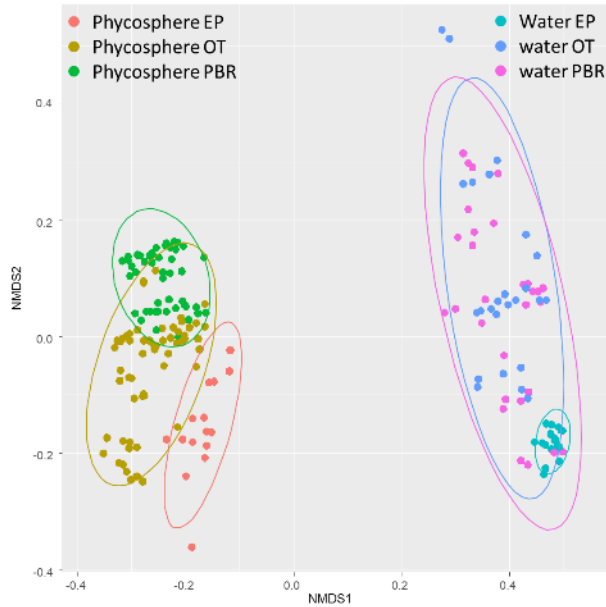 Phycosphere EP
Phycosphere OT
Phycosphere PBR
Water EP
water OT
water PBR
NMDS2
0.4
0.2
0.0
-0.2
-0.4
-0.4
-0.2
0.0
0.2
0.4
NMDS1